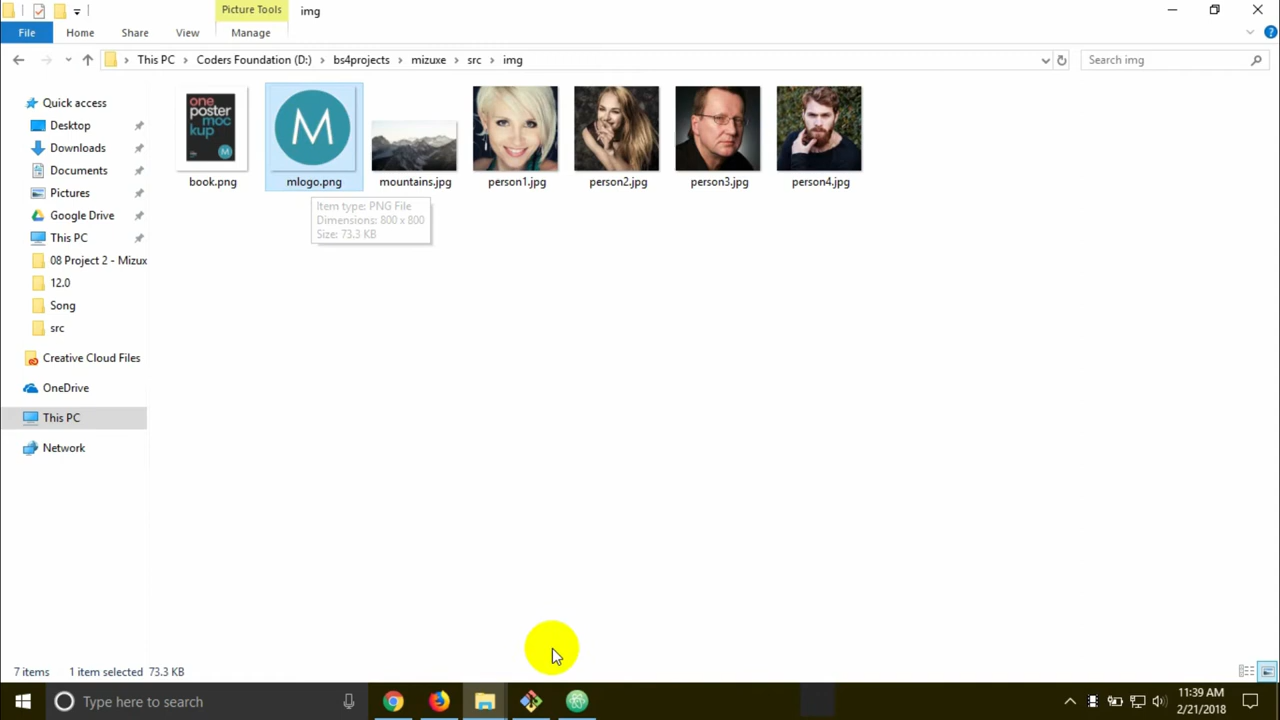 Picture Tools
img
File
Home
Share
View
Manage
This PC
Coders Foundation (D:)
bs4projects
mizuxe
src
img
Search img
Quick access
Desktop
Downloads
Documents
Pictures
Google Drive
This PC
08 Project 2 - Mizux
12.0
Song
src
Creative Cloud Files
OneDrive
This PC
Network
one
poster
moc
kup
M
M
book.png
mlogo.png
mountains.jpg
person1.jpg
person2.jpg
person3.jpg
person4.jpg
Item type: PNG File
Dimensions: 800 x 800
Size: 73.3 KB
7 items
1 item selected 73.3 KB
Type here to search
11:39 AM
2/21/2018